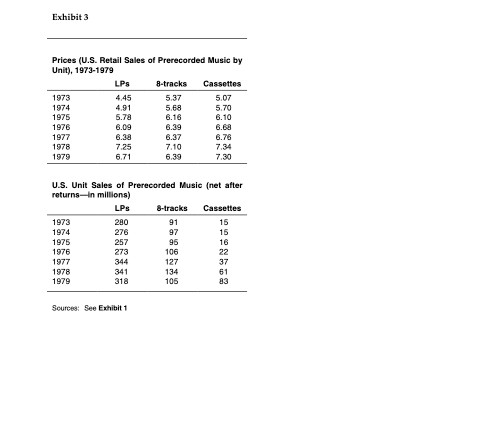 Exhibit 3
Prices (U.S. Retail Sales of Prerecorded Music by
Unit), 1973-1979
LPs 8-tracks Cassettes
1973 4.45 5.37 5.07
1974 4.91 5.68 5.70
1975 5.78 6.16 6.10
1976 6.09 6.39 6.68
1977 6.38 6.37 6.76
1978 7.25 7.10 7.34
1979 6.71 6.39 7.30
U.S. Unit Sales of Prerecorded Music (net after
returns—in millions)
LPs 8-tracks Cassettes
1973 280 91 15
1974 276 97 15
1975 257 95 16
1976 273 106 22
1977 344 127 37
1978 341 134 61
1979 318 105 83
Sources: See Exhibit 1